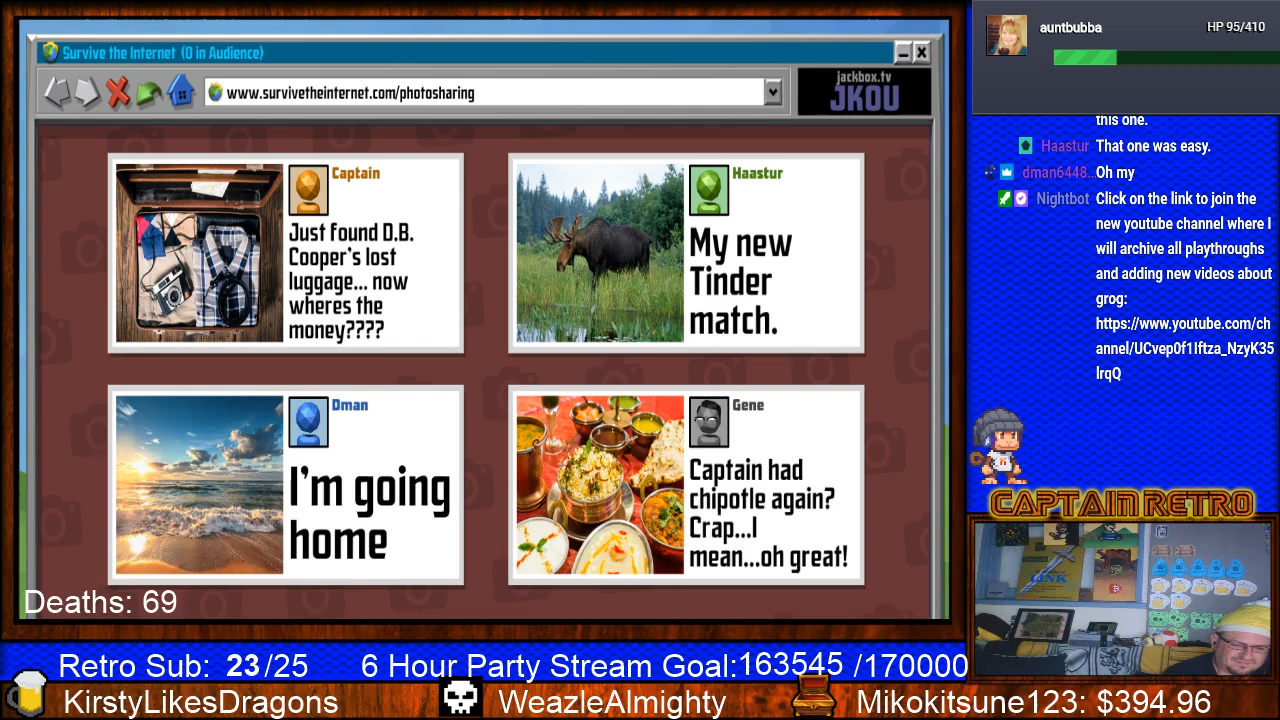 Survive the Internet (0 in Audience)
www.survivetheinternet.com/photosharing
jackbox.tv
JKOU
Captain
Just found D.B.
Cooper's lost
luggage... now
wheres the
money????
Haastur
My new
Tinder
match.
Dman
I'm going
home
Gene
Captain had
chipotle again?
Crap...I
mean...oh great!
Deaths: 69
auntbubba
HP 95/410
this one.
Haastur That one was easy.
dman6448... Oh my
Nightbot Click on the link to join the
new youtube channel where I
will archive all playthroughs
and adding new videos about
grog:
https://www.youtube.com/ch
annel/UCvep0f1Iftza_NzyK35
lrqQ
CAPTAIN RETRO
LINK
Retro Sub: 23/25
6 Hour Party Stream Goal:163545 /170000
KirstyLikesDragons
WeazleAlmighty
Mikokitsune123: $394.96